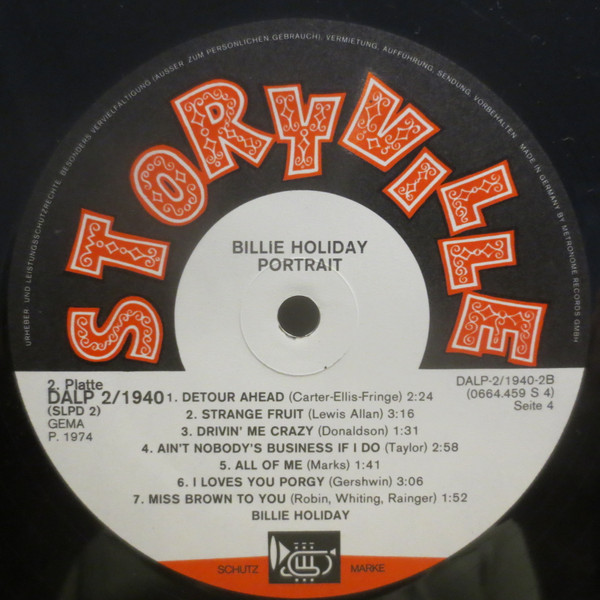 URHEBER- UND LEISTUNGSSCHUTZRECHTE, BESONDERS VERVIELFÄLTIGUNG (AUSSER ZUM PERSÖNLICHEN GEBRAUCH), VERMIETUNG, AUFFÜHRUNG, SENDUNG, VORBEHALTEN MADE IN GERMANY BY METRONOME RECORDS GMBH
STORYVILLE
BILLIE HOLIDAY
PORTRAIT
2. Platte
DALP 2/1940
(SLPD 2)
GEMA
P. 1974
DALP-2/1940-2B
(0664.459 S 4)
Seite 4
1. DETOUR AHEAD (Carter-Ellis-Fringe) 2:24
2. STRANGE FRUIT (Lewis Allan) 3:16
3. DRIVIN' ME CRAZY (Donaldson) 1:31
4. AIN'T NOBODY'S BUSINESS IF I DO (Taylor) 2:58
5. ALL OF ME (Marks) 1:41
6. I LOVES YOU PORGY (Gershwin) 3:06
7. MISS BROWN TO YOU (Robin, Whiting, Rainger) 1:52
BILLIE HOLIDAY
SCHUTZ MARKE